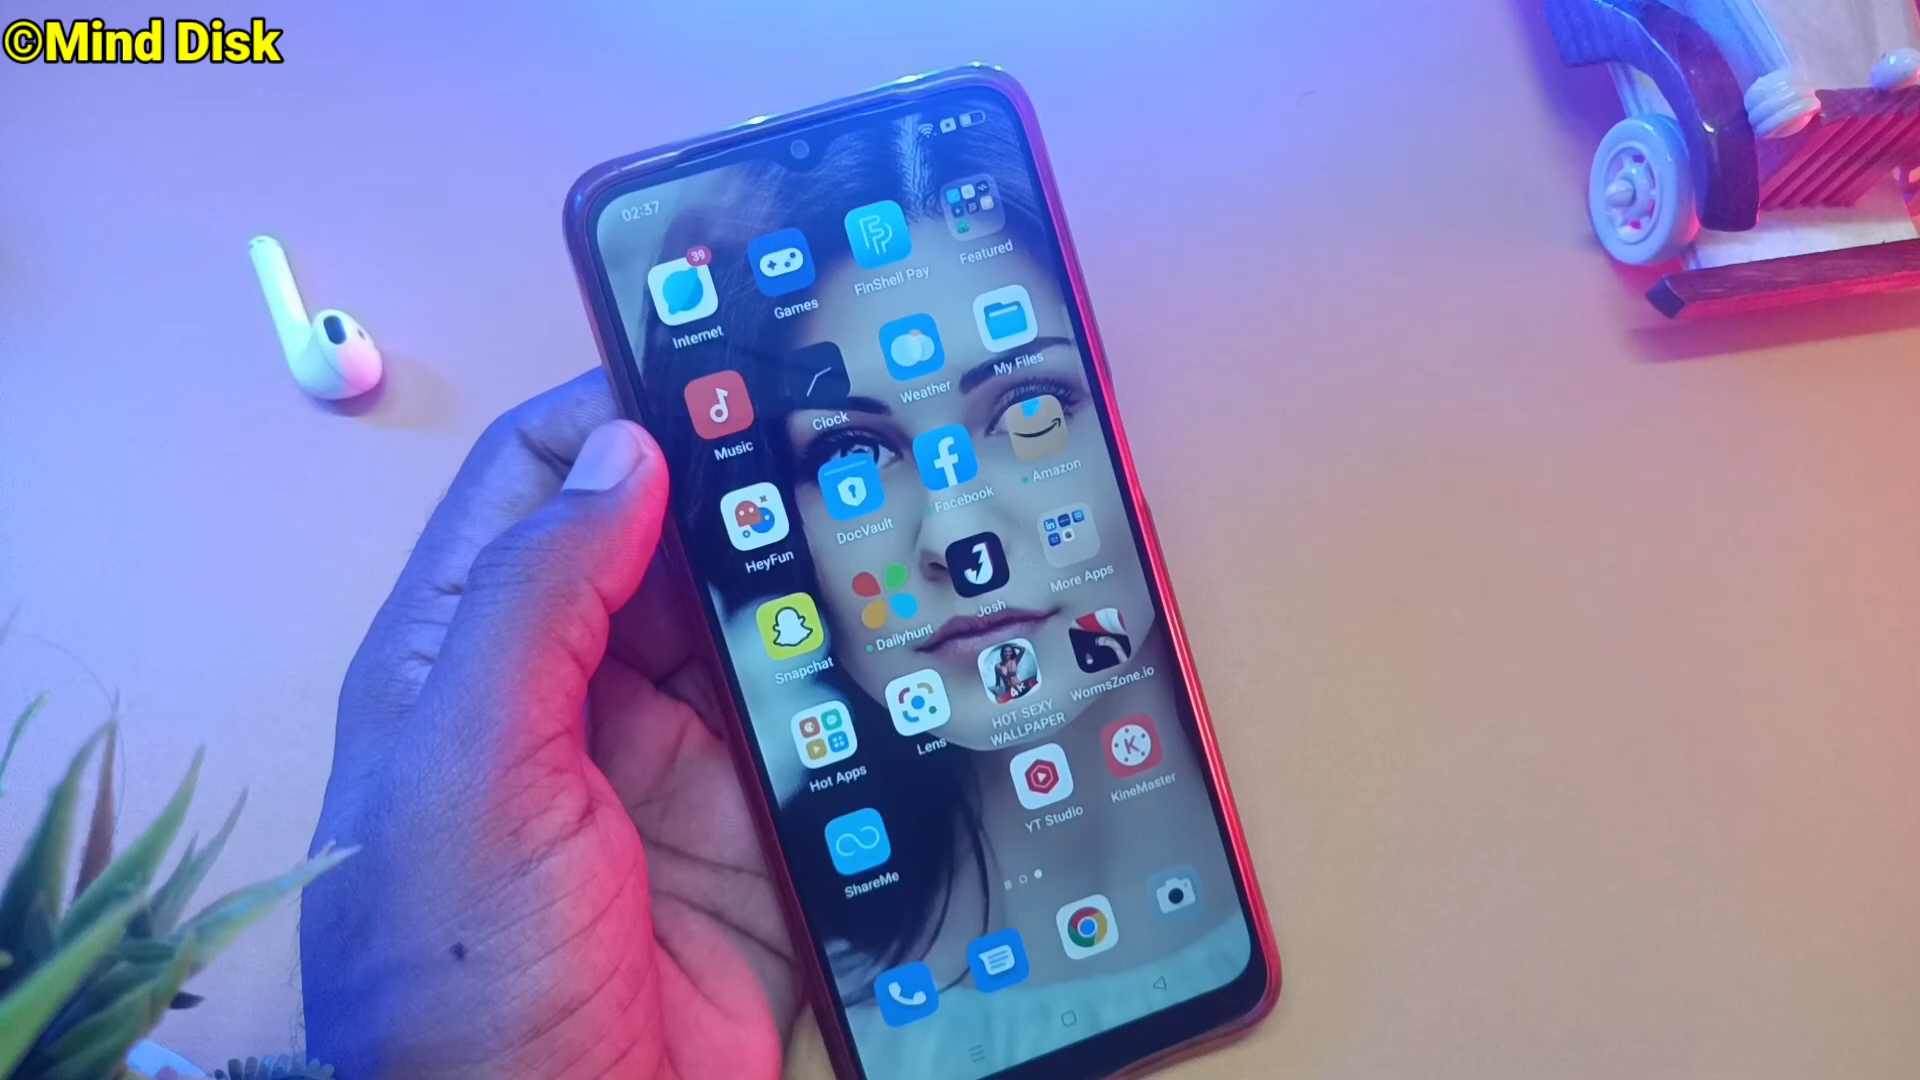 ©Mind Disk
02:37
39
Internet
Games
FinShell Pay
Featured
Music
Clock
Weather
My Files
HeyFun
DocVault
Facebook
Amazon
Snapchat
Dailyhunt
Josh
More Apps
Hot Apps
Lens
4K
HOT SEXY
WALLPAPER
WormsZone.io
ShareMe
YT Studio
KineMaster